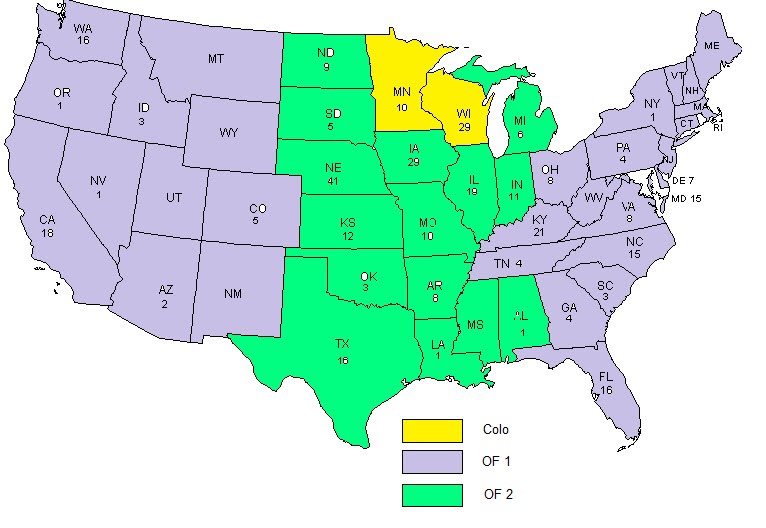 WA
16
MT
ND
9
MN
10
ME
OR
1
ID
3
SD
5
WI
29
MI
6
VT
NH
NY
1
MA
CT
RI
WY
NE
41
IA
29
IL
19
IN
11
OH
8
PA
4
NJ
DE 7
MD 15
NV
1
UT
CO
5
KS
12
MO
10
KY
21
WV
VA
8
CA
18
AZ
2
NM
OK
3
AR
8
TN 4
NC
15
SC
3
TX
16
LA
1
MS
AL
1
GA
4
FL
16
Colo
OF 1
OF 2